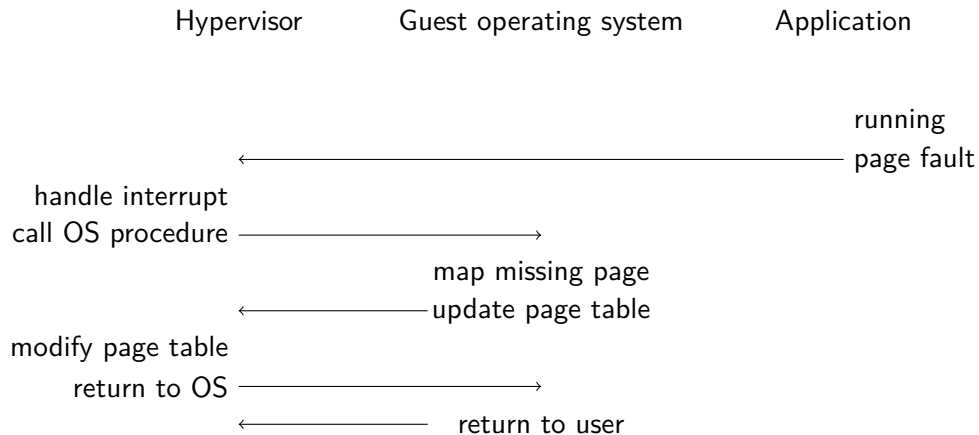 Hypervisor Guest operating system Application
running
page fault
handle interrupt
call OS procedure
map missing page
update page table
modify page table
return to OS
return to user